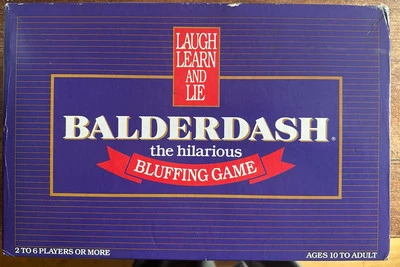 LAUGH
LEARN
AND
LIE
BALDERDASH®
the hilarious
BLUFFING GAME
2 TO 6 PLAYERS OR MORE
AGES 10 TO ADULT